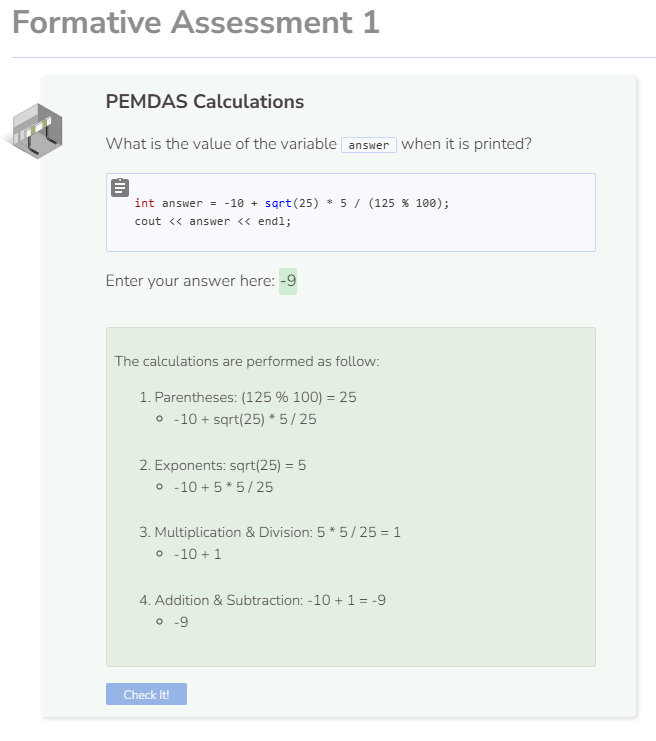 Formative Assessment 1
PEMDAS Calculations
What is the value of the variable answer when it is printed?
int answer = -10 + sqrt(25) * 5 / (125 % 100);
cout << answer << endl;
Enter your answer here: -9
The calculations are performed as follow:
1. Parentheses: (125 % 100) = 25
∘ -10 + sqrt(25) * 5 / 25
2. Exponents: sqrt(25) = 5
∘ -10 + 5 * 5 / 25
3. Multiplication & Division: 5 * 5 / 25 = 1
∘ -10 + 1
4. Addition & Subtraction: -10 + 1 = -9
∘ -9
Check It!